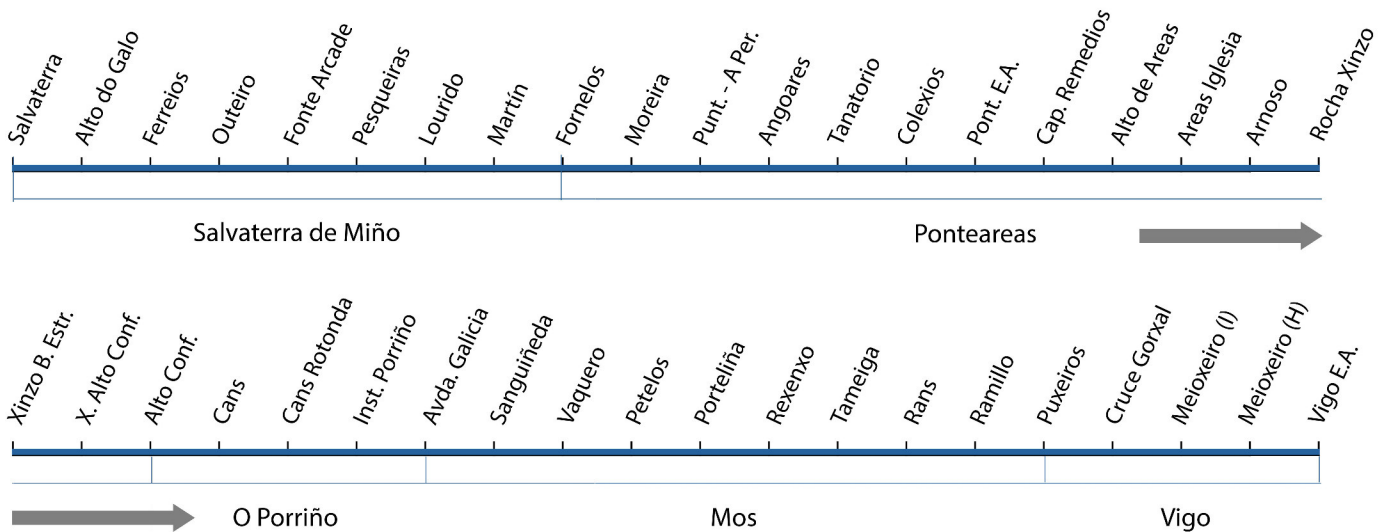 Salvaterra
Alto do Galo
Ferreios
Outeiro
Fonte Arcade
Pesqueiras
Lourido
Martín
Fornelos
Moreira
Punt. - A Per.
Angoares
Tanatorio
Colexios
Pont. E.A.
Cap. Remedios
Alto de Areas
Areas Iglesia
Arnoso
Rocha Xinzo
Salvaterra de Miño
Ponteareas
Xinzo B. Estr.
X. Alto Conf.
Alto Conf.
Cans
Cans Rotonda
Inst. Porriño
Avda. Galicia
Sanguiñeda
Vaquero
Petelos
Porteliña
Rexenxo
Tameiga
Rans
Ramillo
Puxeiros
Cruce Gorxal
Meioxeiro (I)
Meioxeiro (H)
Vigo E.A.
O Porriño
Mos
Vigo